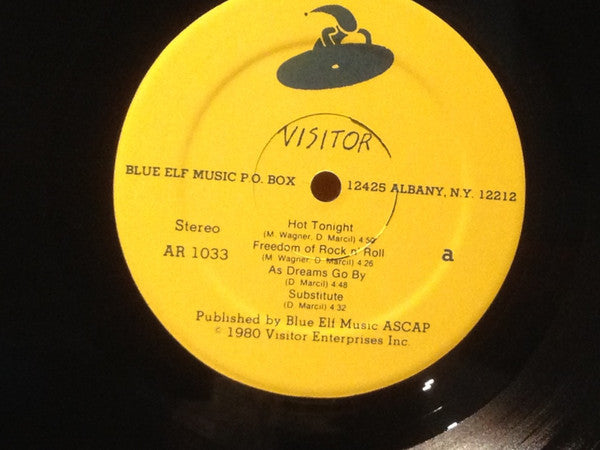 VISITOR
BLUE ELF MUSIC P.O. BOX 12425 ALBANY, N.Y. 12212
Stereo
AR 1033
Hot Tonight
(M. Wagner, D. Marcil) 4:50
Freedom of Rock n' Roll
(M. Wagner, D. Marcil) 4:26
As Dreams Go By
(D. Marcil) 4:48
Substitute
(D. Marcil) 4:32
a
Published by Blue Elf Music ASCAP
© 1980 Visitor Enterprises Inc.